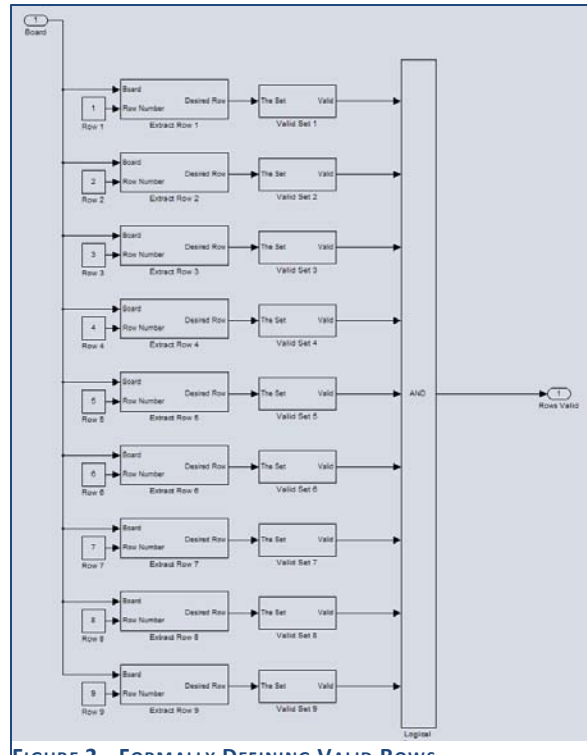 1
Board
Board
Desired Row
The Set
Valid
1
Row Number
Row 1
Extract Row 1
Valid Set 1
Board
Desired Row
The Set
Valid
2
Row Number
Row 2
Extract Row 2
Valid Set 2
Board
Desired Row
The Set
Valid
3
Row Number
Row 3
Extract Row 3
Valid Set 3
Board
Desired Row
The Set
Valid
4
Row Number
Row 4
Extract Row 4
Valid Set 4
Board
Desired Row
The Set
Valid
AND
1
5
Row Number
Rows Valid
Row 5
Extract Row 5
Valid Set 5
Board
Desired Row
The Set
Valid
6
Row Number
Row 6
Extract Row 6
Valid Set 6
Board
Desired Row
The Set
Valid
7
Row Number
Row 7
Extract Row 7
Valid Set 7
Board
Desired Row
The Set
Valid
8
Row Number
Row 8
Extract Row 8
Valid Set 8
Board
Desired Row
The Set
Valid
9
Row Number
Row 9
Extract Row 9
Valid Set 9
Logical
FIGURE 2 - FORMALLY DEFINING VALID ROWS